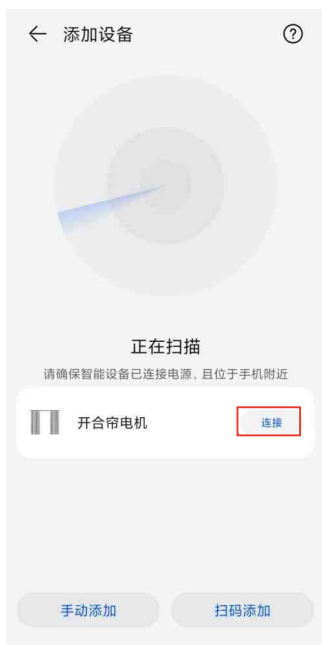 添加设备
正在扫描
请确保智能设备已连接电源，且位于手机附近
开合帘电机
连接
手动添加
扫码添加